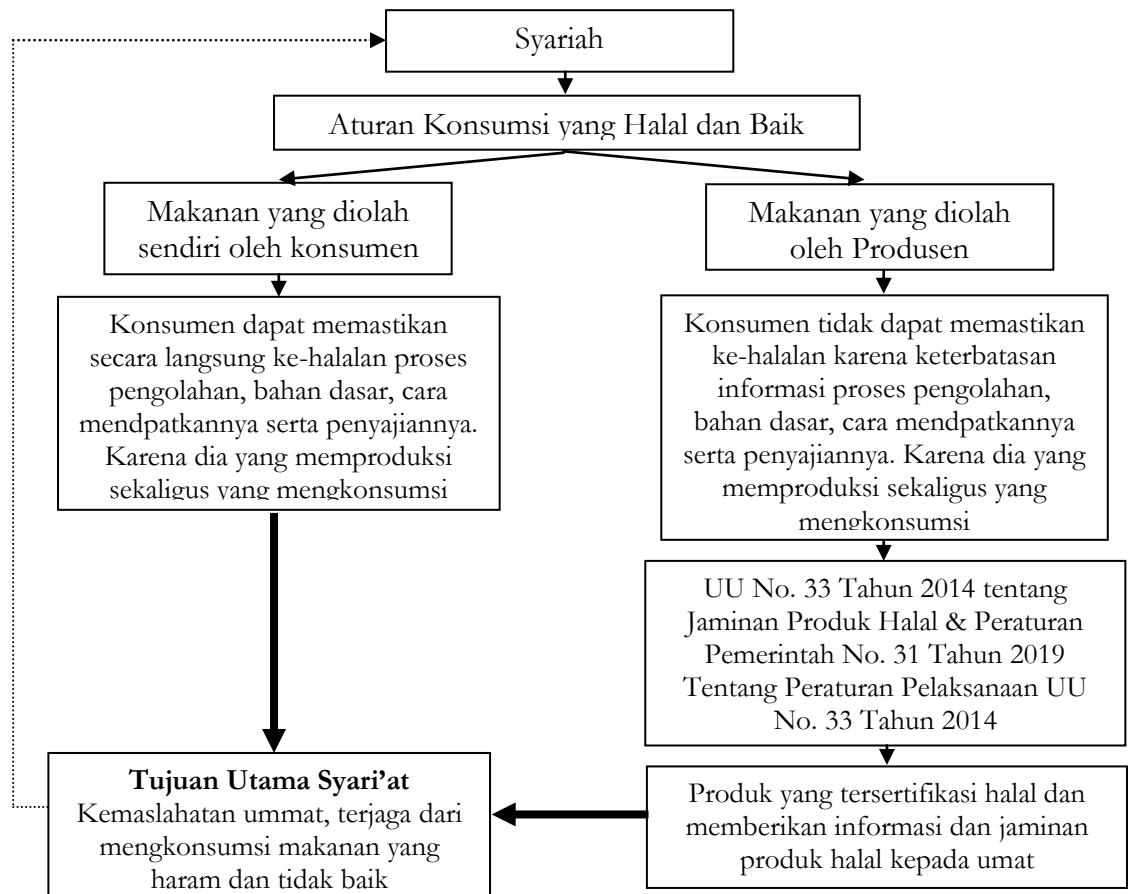 Syariah
Aturan Konsumsi yang Halal dan Baik
Makanan yang diolah
sendiri oleh konsumen
Makanan yang diolah
oleh Produsen
Konsumen dapat memastikan
secara langsung ke-halalan proses
pengolahan, bahan dasar, cara
mendpatkannya serta penyajiannya.
Karena dia yang memproduksi
sekaligus yang mengkonsumsi
Konsumen tidak dapat memastikan
ke-halalan karena keterbatasan
informasi proses pengolahan,
bahan dasar, cara mendpatkannya
serta penyajiannya. Karena dia yang
memproduksi sekaligus yang
mengkonsumsi
UU No. 33 Tahun 2014 tentang
Jaminan Produk Halal & Peraturan
Pemerintah No. 31 Tahun 2019
Tentang Peraturan Pelaksanaan UU
No. 33 Tahun 2014
Tujuan Utama Syari’at
Kemaslahatan ummat, terjaga dari
mengkonsumsi makanan yang
haram dan tidak baik
Produk yang tersertifikasi halal dan
memberikan informasi dan jaminan
produk halal kepada umat